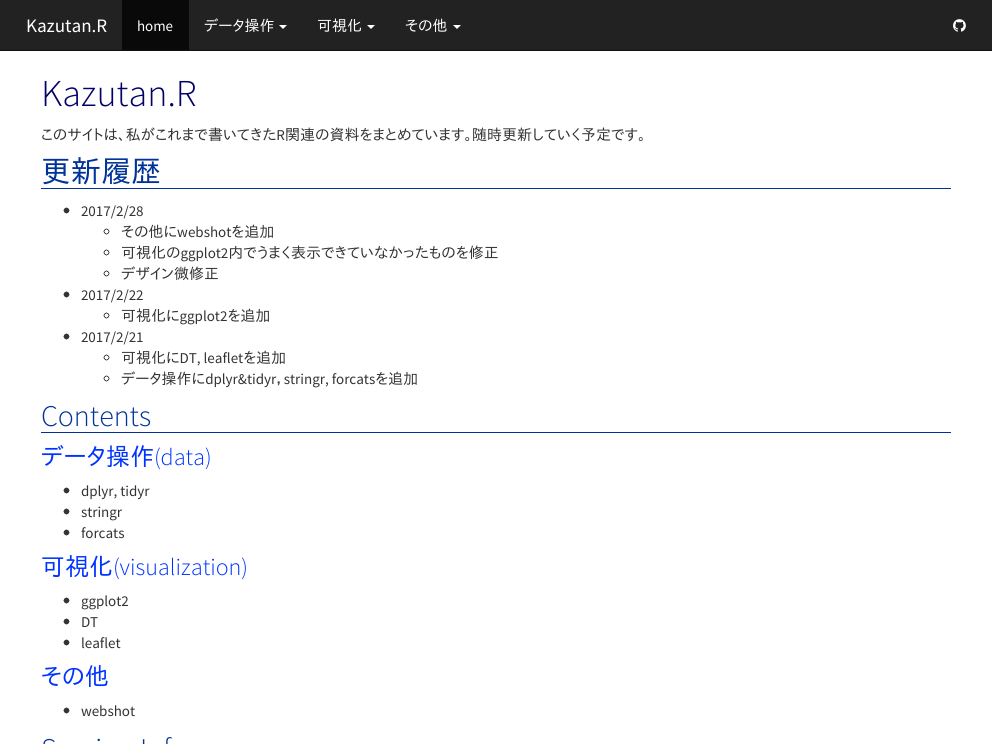 Kazutan.R home データ操作 可視化 その他
Kazutan.R
このサイトは、私がこれまで書いてきたR関連の資料をまとめています。随時更新していく予定です。
更新履歴
2017/2/28
その他にwebshotを追加
可視化のggplot2内でうまく表示できていなかったものを修正
デザイン微修正
2017/2/22
可視化にggplot2を追加
2017/2/21
可視化にDT, leafletを追加
データ操作にdplyr&tidyr, stringr, forcatsを追加
Contents
データ操作(data)
dplyr, tidyr
stringr
forcats
可視化(visualization)
ggplot2
DT
leaflet
その他
webshot